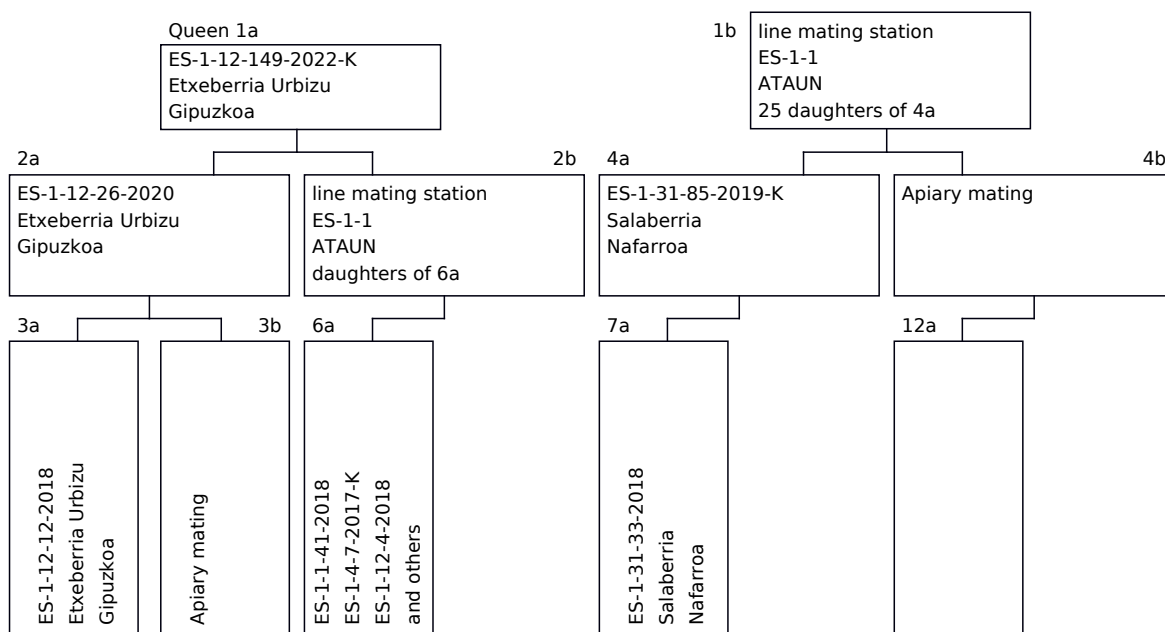 Queen 1a
ES-1-12-149-2022-K
Etxeberria Urbizu
Gipuzkoa
1b
line mating station
ES-1-1
ATAUN
25 daughters of 4a
2a
ES-1-12-26-2020
Etxeberria Urbizu
Gipuzkoa
2b
line mating station
ES-1-1
ATAUN
daughters of 6a
4a
ES-1-31-85-2019-K
Salaberria
Nafarroa
4b
Apiary mating
3a
ES-1-12-12-2018
Etxeberria Urbizu
Gipuzkoa
3b
Apiary mating
6a
ES-1-1-41-2018
ES-1-4-7-2017-K
ES-1-12-4-2018
and others
7a
ES-1-31-33-2018
Salaberria
Nafarroa
12a